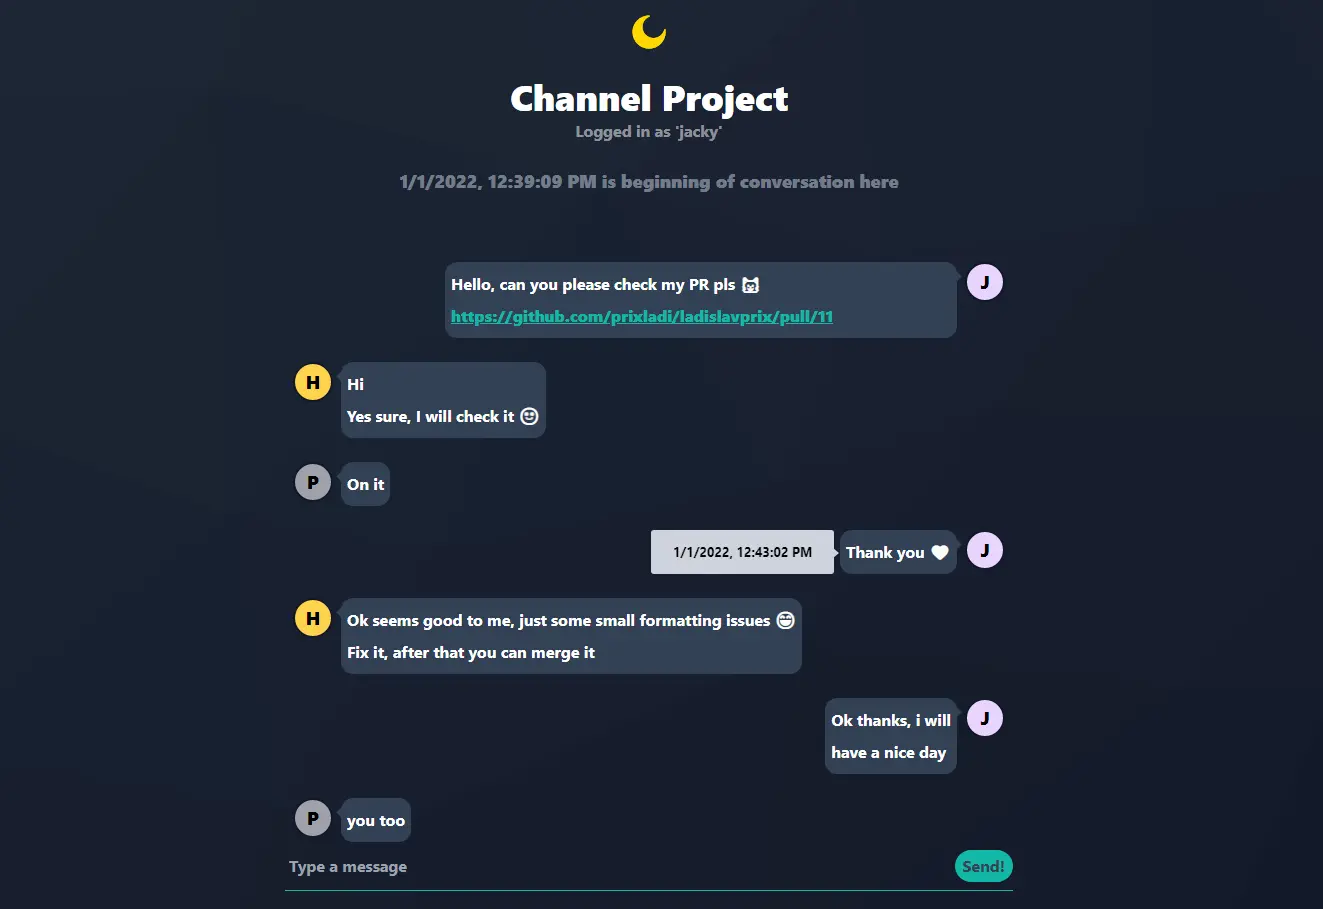 Channel Project
Logged in as 'jacky'
1/1/2022, 12:39:09 PM is beginning of conversation here
Hello, can you please check my PR pls 🐱
J
https://github.com/prixladi/ladislavprix/pull/11
H
Hi
Yes sure, I will check it 🙂
P
On it
1/1/2022, 12:43:02 PM
Thank you ♥
J
H
Ok seems good to me, just some small formatting issues 😄
Fix it, after that you can merge it
Ok thanks, i will
J
have a nice day
P
you too
Type a message
Send!